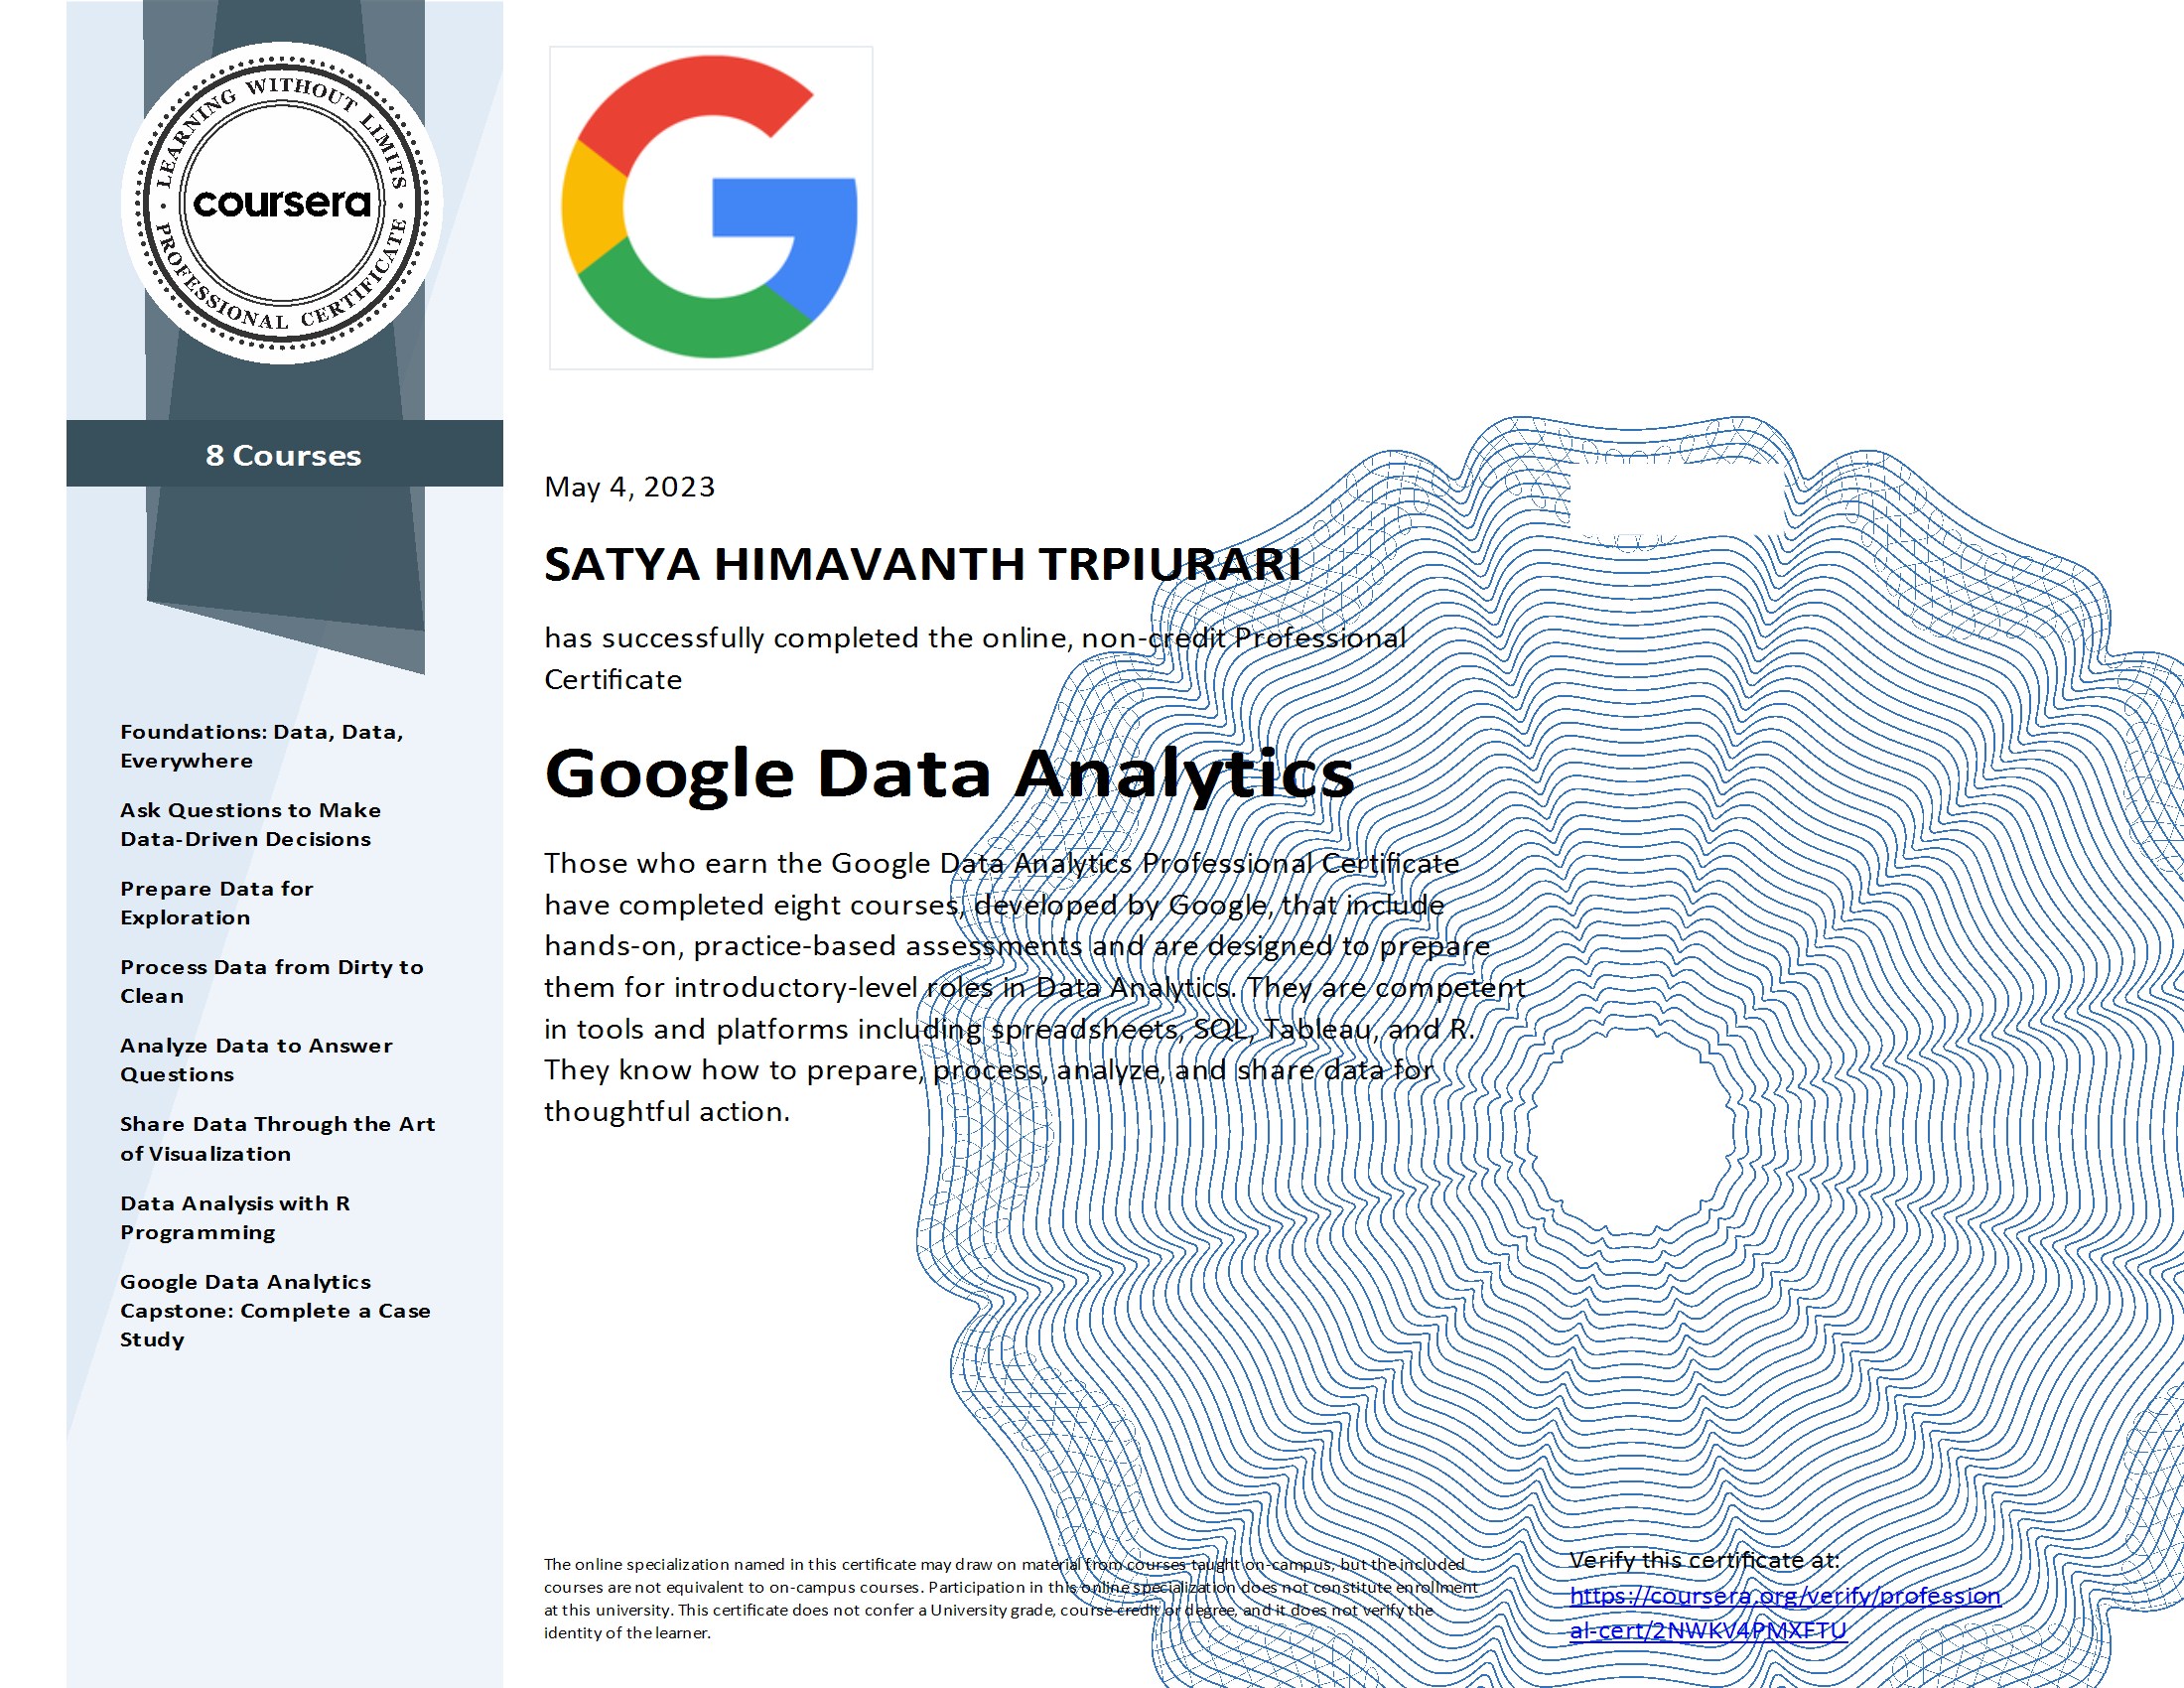 LEARNING WITHOUT LIMITS
coursera
PROFESSIONAL CERTIFICATE
8 Courses
Foundations: Data, Data,
Everywhere
Ask Questions to Make
Data-Driven Decisions
Prepare Data for
Exploration
Process Data from Dirty to
Clean
Analyze Data to Answer
Questions
Share Data Through the Art
of Visualization
Data Analysis with R
Programming
Google Data Analytics
Capstone: Complete a Case
Study
May 4, 2023
SATYA HIMAVANTH TRPIURARI
has successfully completed the online, non-credit Professional
Certificate
Google Data Analytics
Those who earn the Google Data Analytics Professional Certificate
have completed eight courses, developed by Google, that include
hands-on, practice-based assessments and are designed to prepare
them for introductory-level roles in Data Analytics. They are competent
in tools and platforms including spreadsheets, SQL, Tableau, and R.
They know how to prepare, process, analyze, and share data for
thoughtful action.
The online specialization named in this certificate may draw on material from courses taught on-campus, but the included
courses are not equivalent to on-campus courses. Participation in this online specialization does not constitute enrollment
at this university. This certificate does not confer a University grade, course credit or degree, and it does not verify the
identity of the learner.
Verify this certificate at:
https://coursera.org/verify/profession
al-cert/2NWKV4PMXFTU